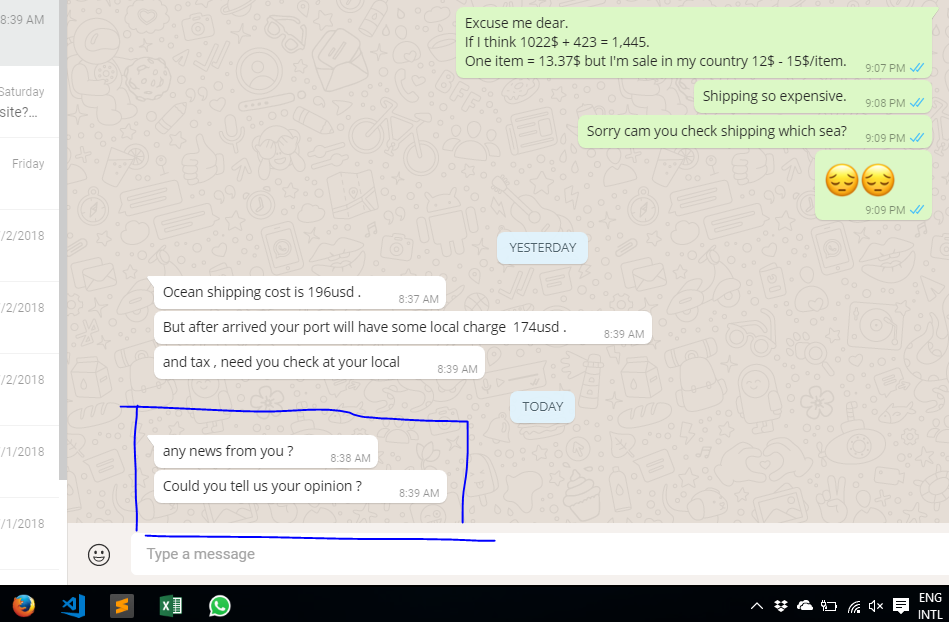 8:39 AM
Saturday
site?...
Friday
/2/2018
/2/2018
/2/2018
/1/2018
/1/2018
Excuse me dear.
If I think 1022$ + 423 = 1,445.
One item = 13.37$ but I'm sale in my country 12$ - 15$/item.
9:07 PM
Shipping so expensive.
9:08 PM
Sorry cam you check shipping which sea?
9:09 PM
9:09 PM
YESTERDAY
Ocean shipping cost is 196usd .
8:37 AM
But after arrived your port will have some local charge  174usd .
8:39 AM
and tax , need you check at your local
8:39 AM
TODAY
any news from you ?
8:38 AM
Could you tell us your opinion ?
8:39 AM
Type a message
ENG
INTL